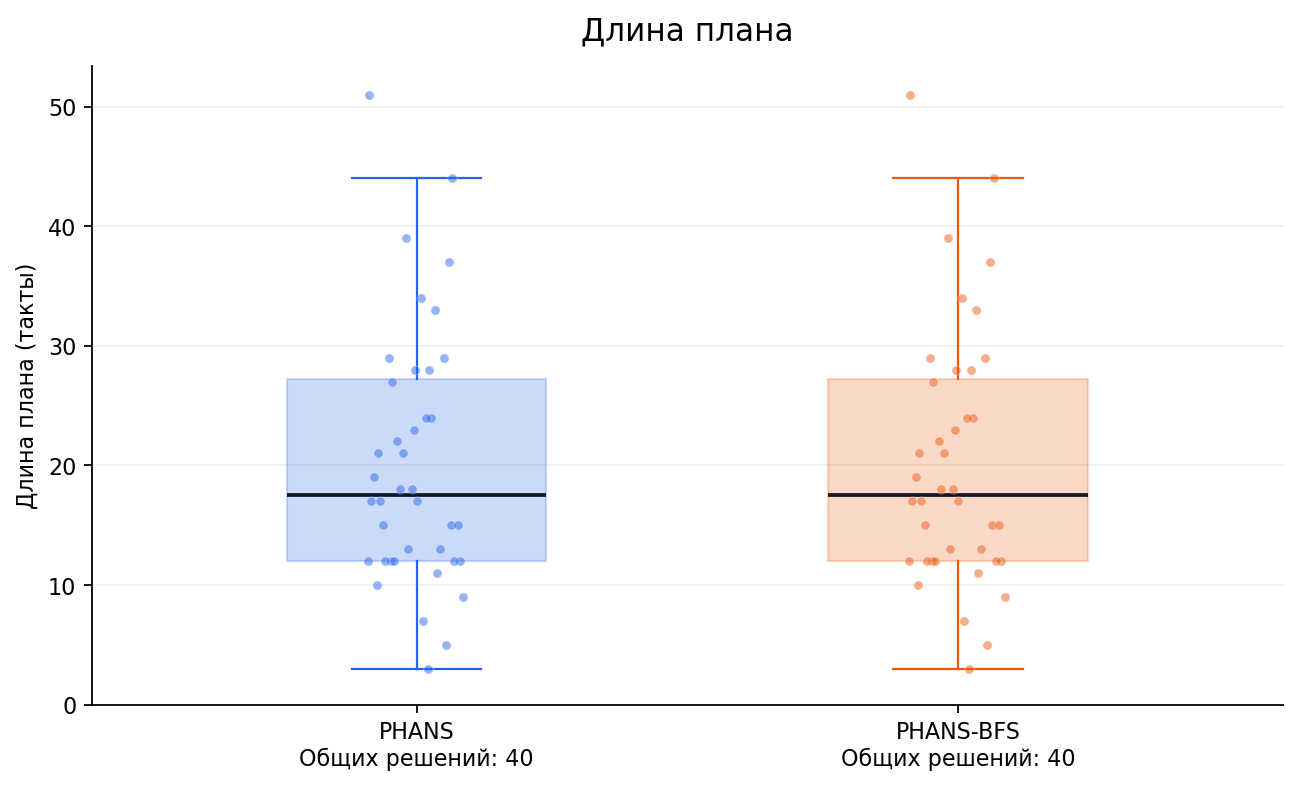 Длина плана
Длина плана (такты)
50
40
30
20
10
0
PHANS
Общих решений: 40
PHANS-BFS
Общих решений: 40